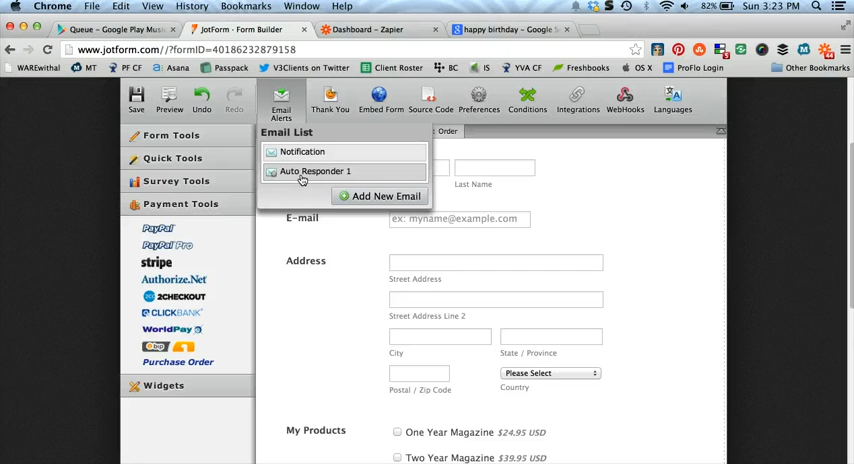 Chrome File Edit View History Bookmarks Window Help 82% Sun 3:23 PM
Queue – Google Play Music JotForm · Form Builder Dashboard – Zapier happy birthday – Google S
www.jotform.com//?formID=40186232879158
WAREwithal MT PF CF Asana Passpack V3Clients on Twitter Client Roster BC IS YVA CF Freshbooks OS X ProFlo Login Other Bookmarks
Save Preview Undo Redo Email Alerts Thank You Embed Form Source Code Preferences Conditions Integrations WebHooks Languages
Form Tools
Quick Tools
Survey Tools
Payment Tools
PayPal
PayPal Pro
stripe
Authorize.Net
2CHECKOUT
CLICKBANK
WorldPay
Purchase Order
Widgets
Email List
Notification
Auto Responder 1
Add New Email
Order
Last Name
E-mail
ex: myname@example.com
Address
Street Address
Street Address Line 2
City State / Province
Please Select
Postal / Zip Code Country
My Products
One Year Magazine $24.95 USD
Two Year Magazine $39.95 USD